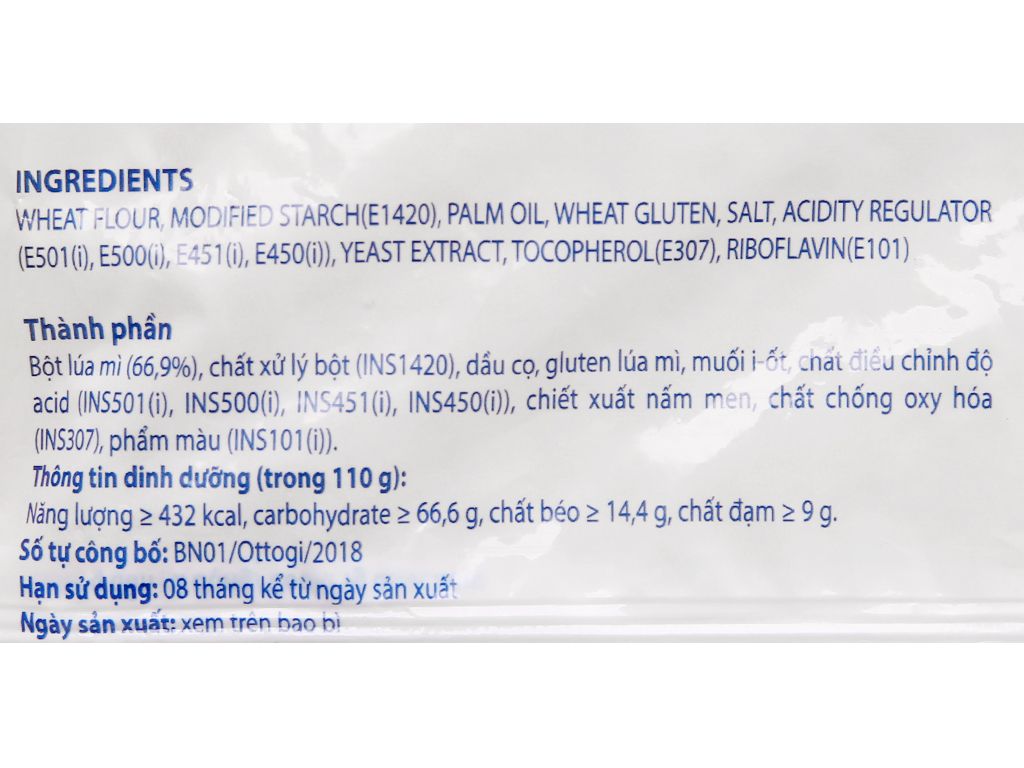 INGREDIENTS
WHEAT FLOUR, MODIFIED STARCH(E1420), PALM OIL, WHEAT GLUTEN, SALT, ACIDITY REGULATOR
(E501(i), E500(i), E451(i), E450(i)), YEAST EXTRACT, TOCOPHEROL(E307), RIBOFLAVIN(E101)
Thành phần
Bột lúa mì (66,9%), chất xử lý bột (INS1420), dầu cọ, gluten lúa mì, muối i-ốt, chất điều chỉnh độ
acid (INS501(i), INS500(i), INS451(i), INS450(i)), chiết xuất nấm men, chất chống oxy hóa
(INS307), phẩm màu (INS101(i)).
Thông tin dinh dưỡng (trong 110 g):
Năng lượng ≥ 432 kcal, carbohydrate ≥ 66,6 g, chất béo ≥ 14,4 g, chất đạm ≥ 9 g.
Số tự công bố: BN01/Ottogi/2018
Hạn sử dụng: 08 tháng kể từ ngày sản xuất
Ngày sản xuất: xem trên bao bì